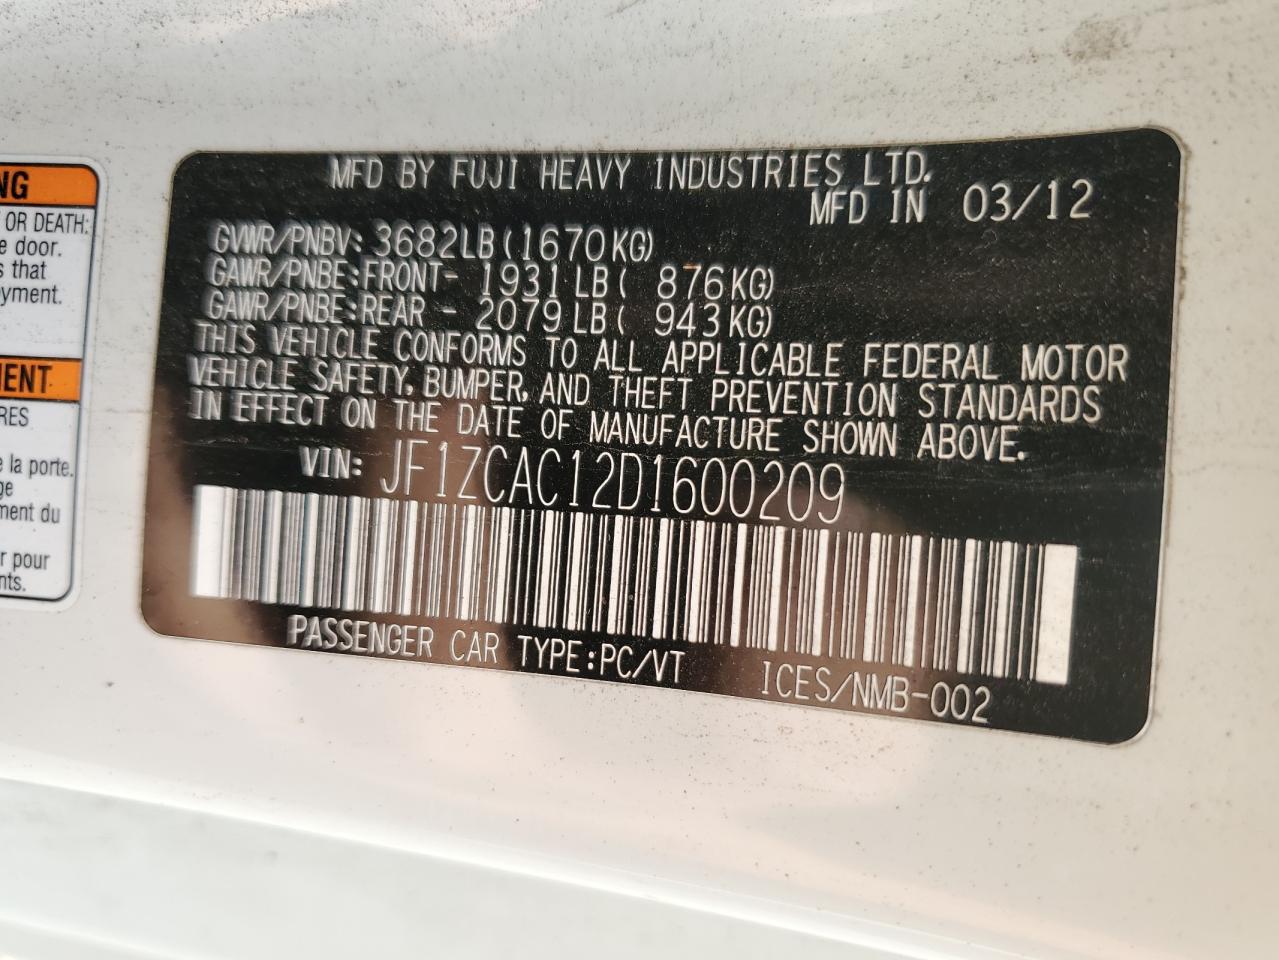 NG
OR DEATH:
e door.
s that
oyment.
MENT
RES
e la porte.
ge
ment du
r pour
nts.
MFD BY FUJI HEAVY INDUSTRIES LTD.
MFD IN 03/12
GVWR/PNBV: 3682LB(1670KG)
GAWR/PNBE:FRONT- 1931LB( 876KG)
GAWR/PNBE:REAR - 2079LB( 943KG)
THIS VEHICLE CONFORMS TO ALL APPLICABLE FEDERAL MOTOR
VEHICLE SAFETY, BUMPER, AND THEFT PREVENTION STANDARDS
IN EFFECT ON THE DATE OF MANUFACTURE SHOWN ABOVE.
VIN: JF1ZCAC12D1600209
PASSENGER CAR TYPE:PC/VT ICES/NMB-002